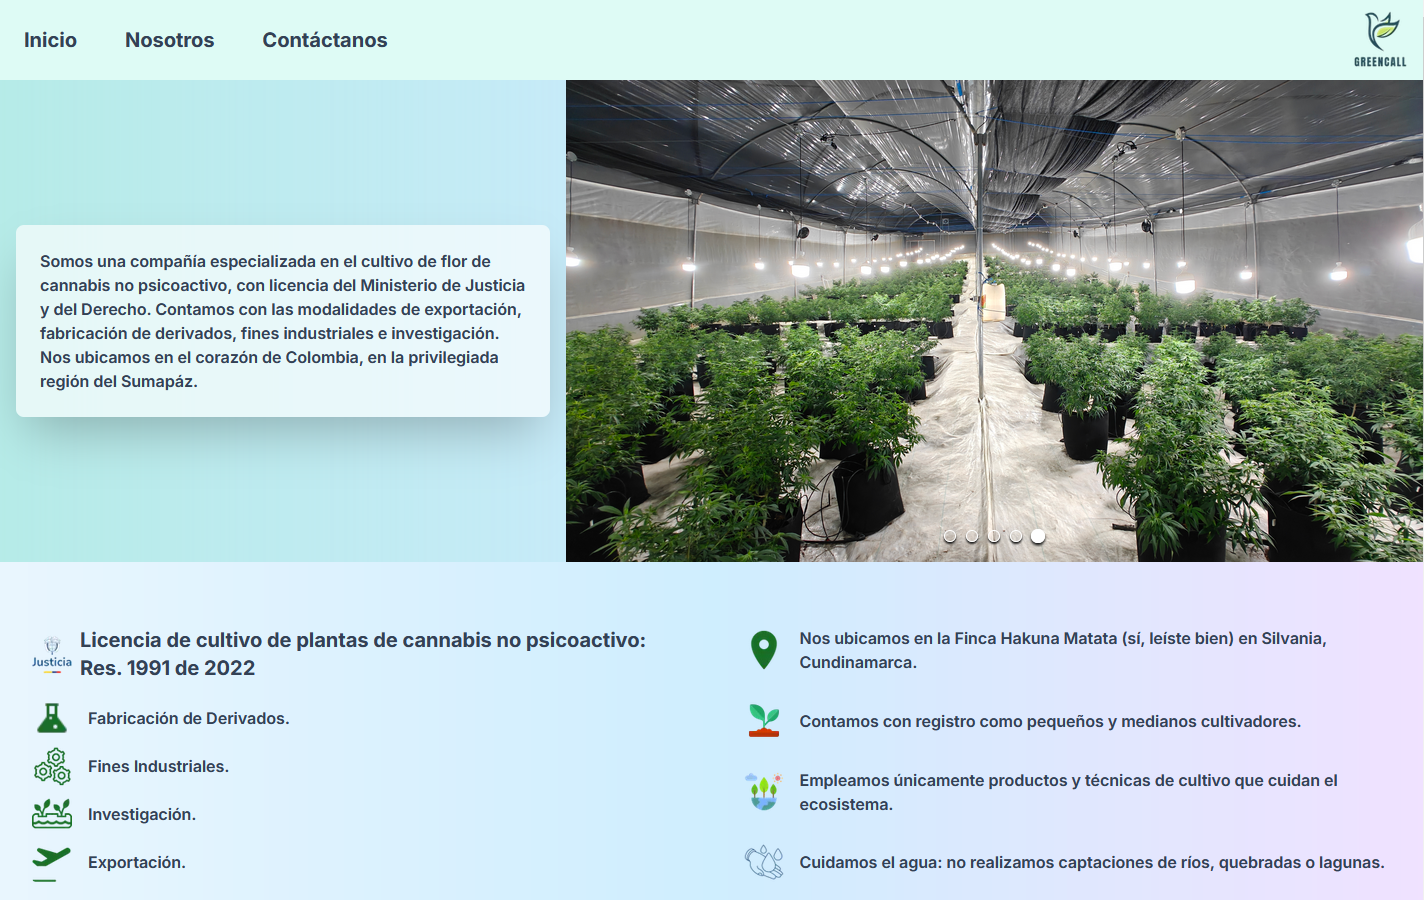 Inicio
Nosotros
Contáctanos
GREENCALL
Somos una compañía especializada en el cultivo de flor de
cannabis no psicoactivo, con licencia del Ministerio de Justicia
y del Derecho. Contamos con las modalidades de exportación,
fabricación de derivados, fines industriales e investigación.
Nos ubicamos en el corazón de Colombia, en la privilegiada
región del Sumapáz.
Justicia
Licencia de cultivo de plantas de cannabis no psicoactivo:
Res. 1991 de 2022
Fabricación de Derivados.
Fines Industriales.
Investigación.
Exportación.
Nos ubicamos en la Finca Hakuna Matata (sí, leíste bien) en Silvania,
Cundinamarca.
Contamos con registro como pequeños y medianos cultivadores.
Empleamos únicamente productos y técnicas de cultivo que cuidan el
ecosistema.
Cuidamos el agua: no realizamos captaciones de ríos, quebradas o lagunas.